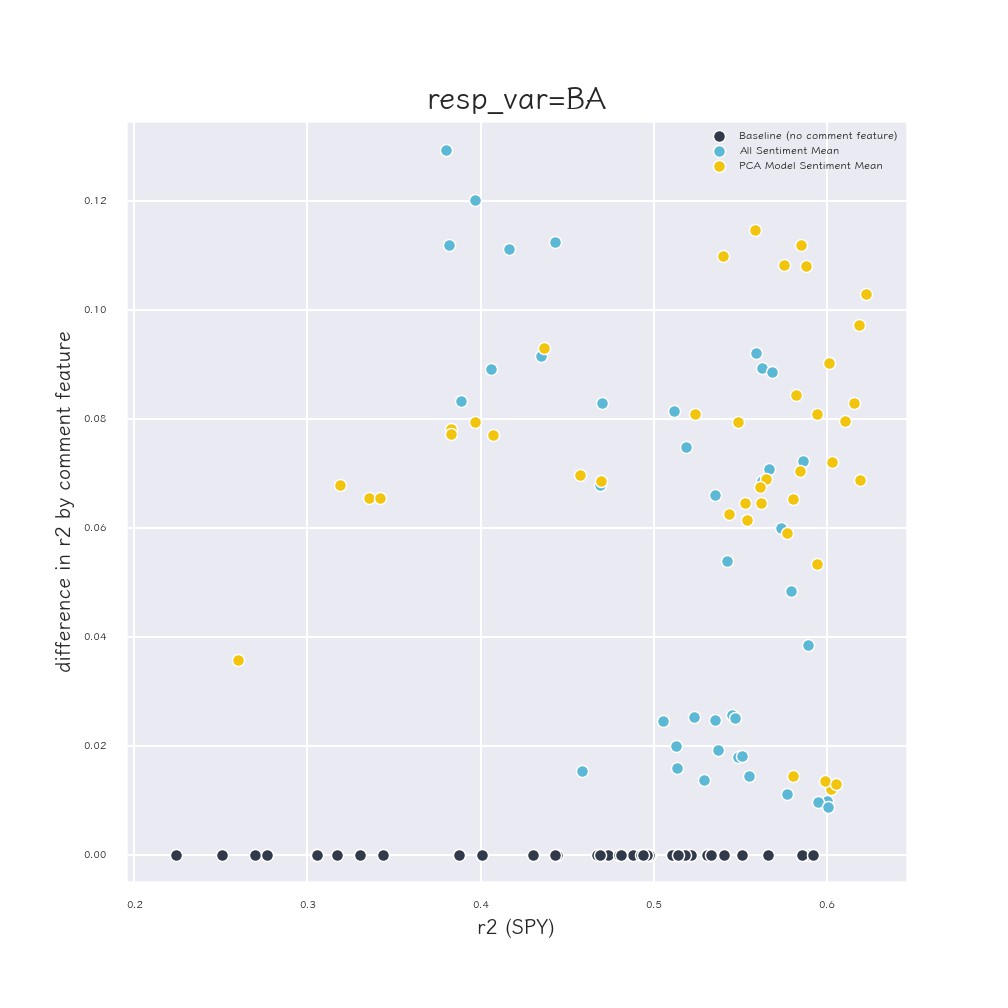 resp_var=BA
Baseline (no comment feature)
All Sentiment Mean
PCA Model Sentiment Mean
0.12
0.10
0.08
0.06
0.04
0.02
0.00
difference in r2 by comment feature
0.2 0.3 0.4 0.5 0.6
r2 (SPY)